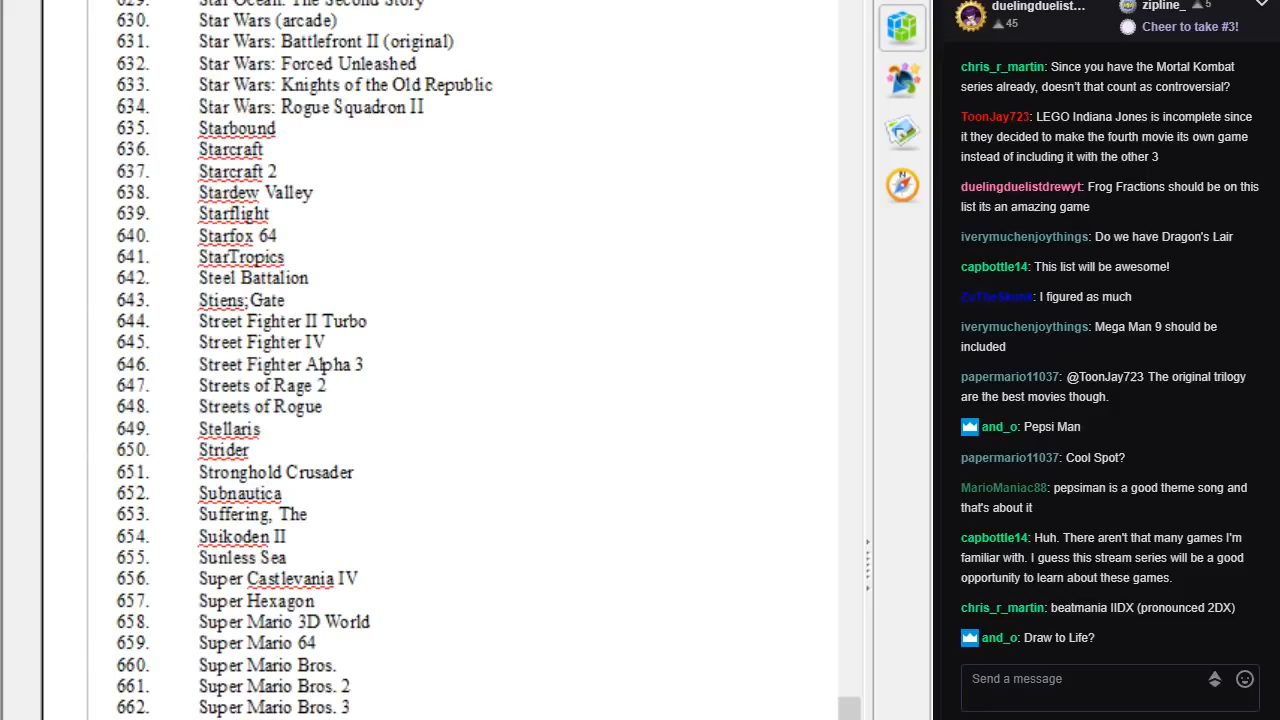 629. Star Ocean: The Second Story
630. Star Wars (arcade)
631. Star Wars: Battlefront II (original)
632. Star Wars: Forced Unleashed
633. Star Wars: Knights of the Old Republic
634. Star Wars: Rogue Squadron II
635. Starbound
636. Starcraft
637. Starcraft 2
638. Stardew Valley
639. Starflight
640. Starfox 64
641. StarTropics
642. Steel Battalion
643. Stiens;Gate
644. Street Fighter II Turbo
645. Street Fighter IV
646. Street Fighter Alpha 3
647. Streets of Rage 2
648. Streets of Rogue
649. Stellaris
650. Strider
651. Stronghold Crusader
652. Subnautica
653. Suffering, The
654. Suikoden II
655. Sunless Sea
656. Super Castlevania IV
657. Super Hexagon
658. Super Mario 3D World
659. Super Mario 64
660. Super Mario Bros.
661. Super Mario Bros. 2
662. Super Mario Bros. 3
N
duelingduelist...
45
zipline_ 5
Cheer to take #3!
chris_r_martin: Since you have the Mortal Kombat
series already, doesn't that count as controversial?
ToonJay723: LEGO Indiana Jones is incomplete since
it they decided to make the fourth movie its own game
instead of including it with the other 3
duelingduelistdrewyt: Frog Fractions should be on this
list its an amazing game
iverymuchenjoythings: Do we have Dragon's Lair
capbottle14: This list will be awesome!
: I figured as much
iverymuchenjoythings: Mega Man 9 should be
included
papermario11037: @ToonJay723 The original trilogy
are the best movies though.
and_o: Pepsi Man
papermario11037: Cool Spot?
MarioManiac88: pepsiman is a good theme song and
that's about it
capbottle14: Huh. There aren't that many games I'm
familiar with. I guess this stream series will be a good
opportunity to learn about these games.
chris_r_martin: beatmania IIDX (pronounced 2DX)
and_o: Draw to Life?
Send a message